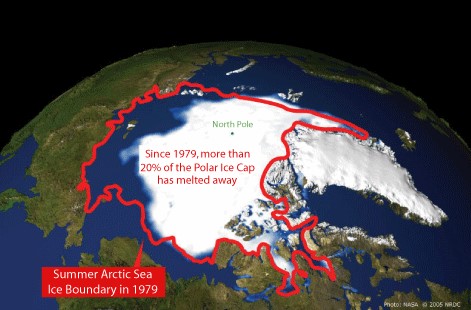 North Pole
Since 1979, more than
20% of the Polar Ice Cap
has melted away
Summer Arctic Sea
Ice Boundary in 1979
Photo: NASA © 2005 NRDC